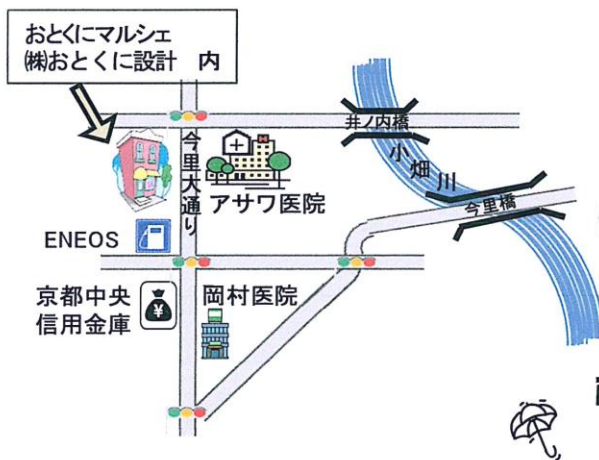 おとくにマルシェ
㈱おとくに設計 内
井ノ内橋
今里大通り
小畑川
アサワ医院
今里橋
ENEOS
京都中央
信用金庫
¥
岡村医院